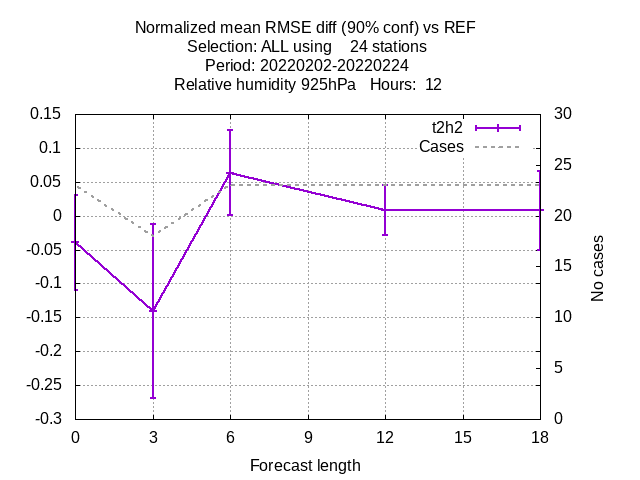 Normalized mean RMSE diff (90% conf) vs REF
Selection: ALL using    24 stations
Period: 20220202-20220224
Relative humidity 925hPa   Hours:  12
0.15
0.1
0.05
0
-0.05
-0.1
-0.15
-0.2
-0.25
-0.3
t2h2
Cases
30
25
20
15
10
5
0
No cases
0 3 6 9 12 15 18
Forecast length